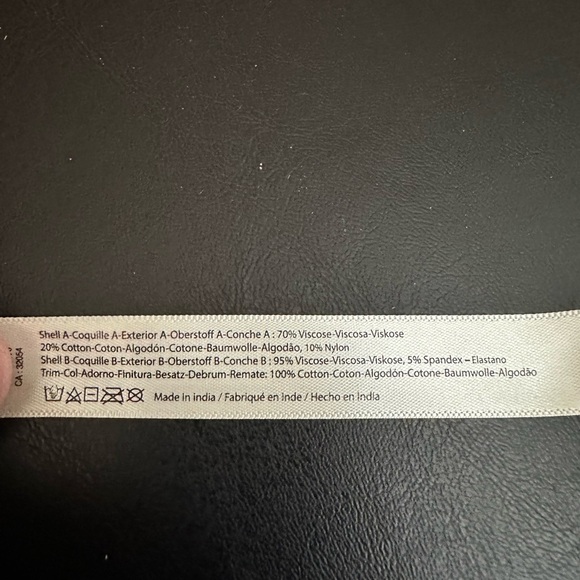 Shell A-Coquille A-Exterior A-Oberstoff A-Conche A : 70% Viscose-Viscosa-Viskose
20% Cotton-Coton-Algodón-Cotone-Baumwolle-Algodão, 10% Nylon
Shell B-Coquille B-Exterior B-Oberstoff B-Conche B : 95% Viscose-Viscosa-Viskose, 5% Spandex – Elastano
Trim-Col-Adorno-Finitura-Besatz-Debrum-Remate: 100% Cotton-Coton-Algodón-Cotone-Baumwolle-Algodão
Made in india / Fabriqué en Inde / Hecho en India
CA : 32054